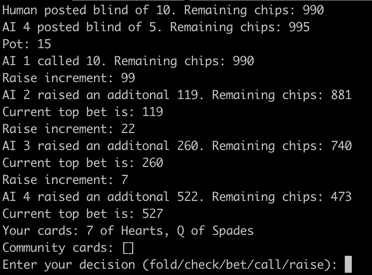 Human posted blind of 10. Remaining chips: 990
AI 4 posted blind of 5. Remaining chips: 995
Pot: 15
AI 1 called 10. Remaining chips: 990
Raise increment: 99
AI 2 raised an additonal 119. Remaining chips: 881
Current top bet is: 119
Raise increment: 22
AI 3 raised an additonal 260. Remaining chips: 740
Current top bet is: 260
Raise increment: 7
AI 4 raised an additonal 522. Remaining chips: 473
Current top bet is: 527
Your cards: 7 of Hearts, Q of Spades
Community cards: []
Enter your decision (fold/check/bet/call/raise):